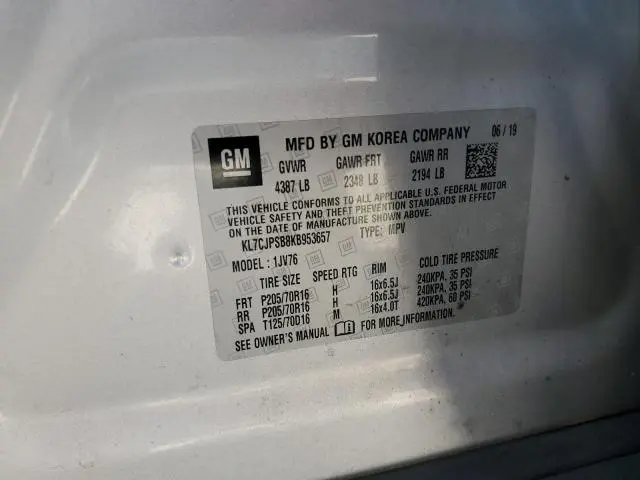 GM
MFD BY GM KOREA COMPANY 06/19
GVWR GAWR FRT GAWR RR
4387 LB 2348 LB 2194 LB
THIS VEHICLE CONFORMS TO ALL APPLICABLE U.S. FEDERAL MOTOR
VEHICLE SAFETY AND THEFT PREVENTION STANDARDS IN EFFECT
ON THE DATE OF MANUFACTURE SHOWN ABOVE.
KL7CJPSB8KB953657 TYPE: MPV
MODEL: 1JV76
TIRE SIZE SPEED RTG RIM COLD TIRE PRESSURE
FRT P205/70R16 H 16x6.5J 240KPA, 35 PSI
RR P205/70R16 H 16x6.5J 240KPA, 35 PSI
SPA T125/70D16 M 16x4.0T 420KPA, 60 PSI
SEE OWNER'S MANUAL FOR MORE INFORMATION.